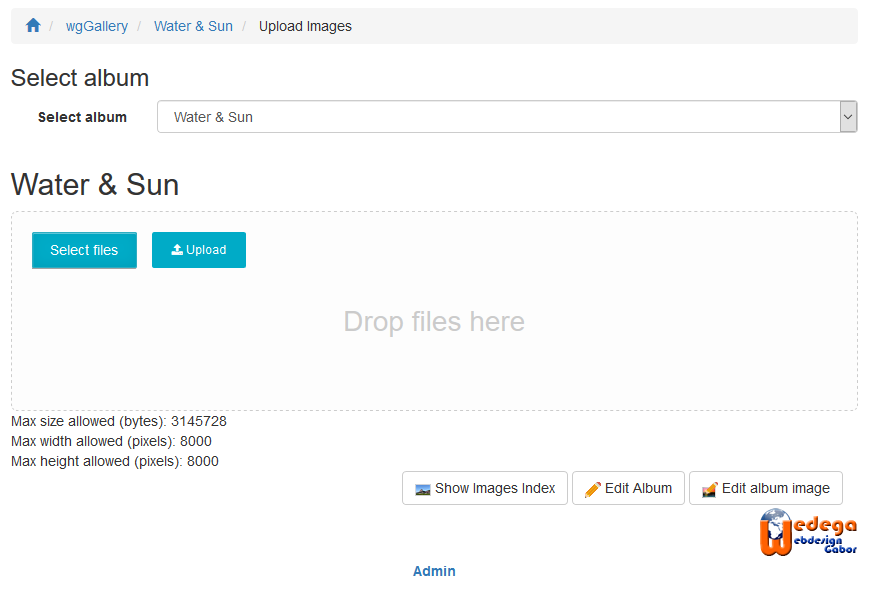 / wgGallery / Water & Sun / Upload Images
Select album
Select album Water & Sun
Water & Sun
Select files Upload
Drop files here
Max size allowed (bytes): 3145728
Max width allowed (pixels): 8000
Max height allowed (pixels): 8000
Show Images Index Edit Album Edit album image
Wedega
Webdesign
Gabor
Admin